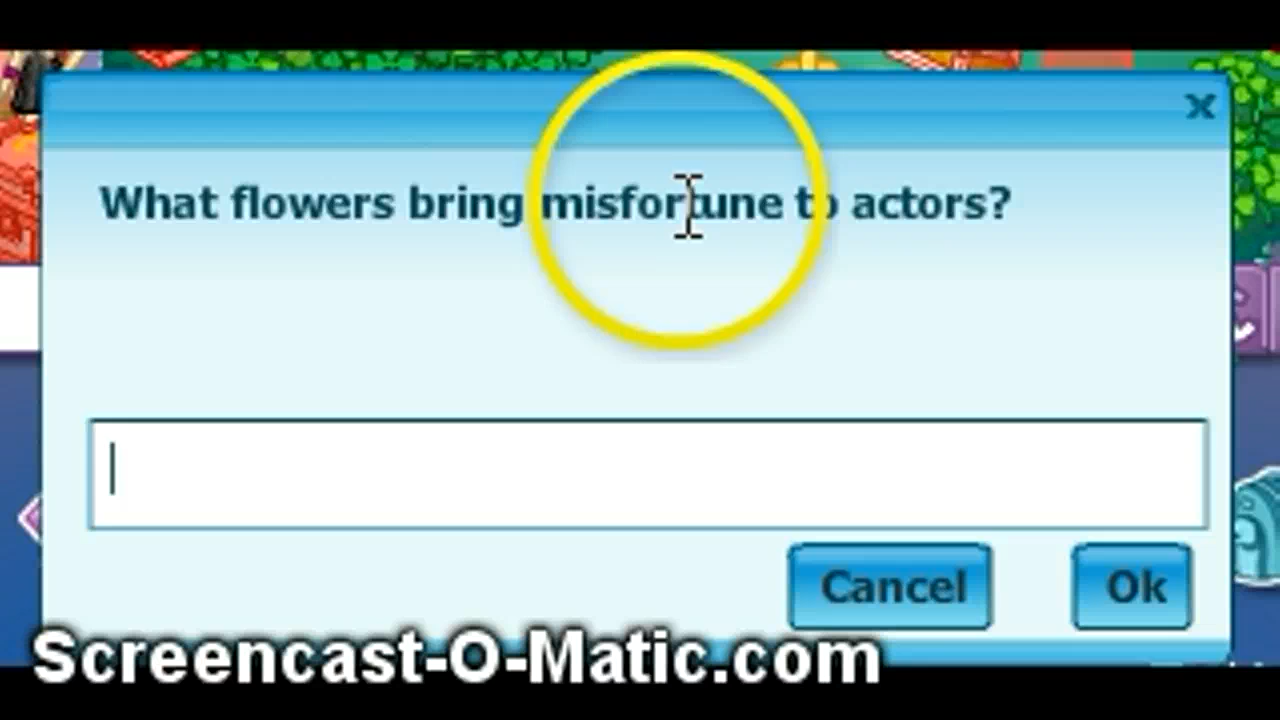 x
What flowers bring misfortune to actors?
Cancel
Ok
Screencast-O-Matic.com